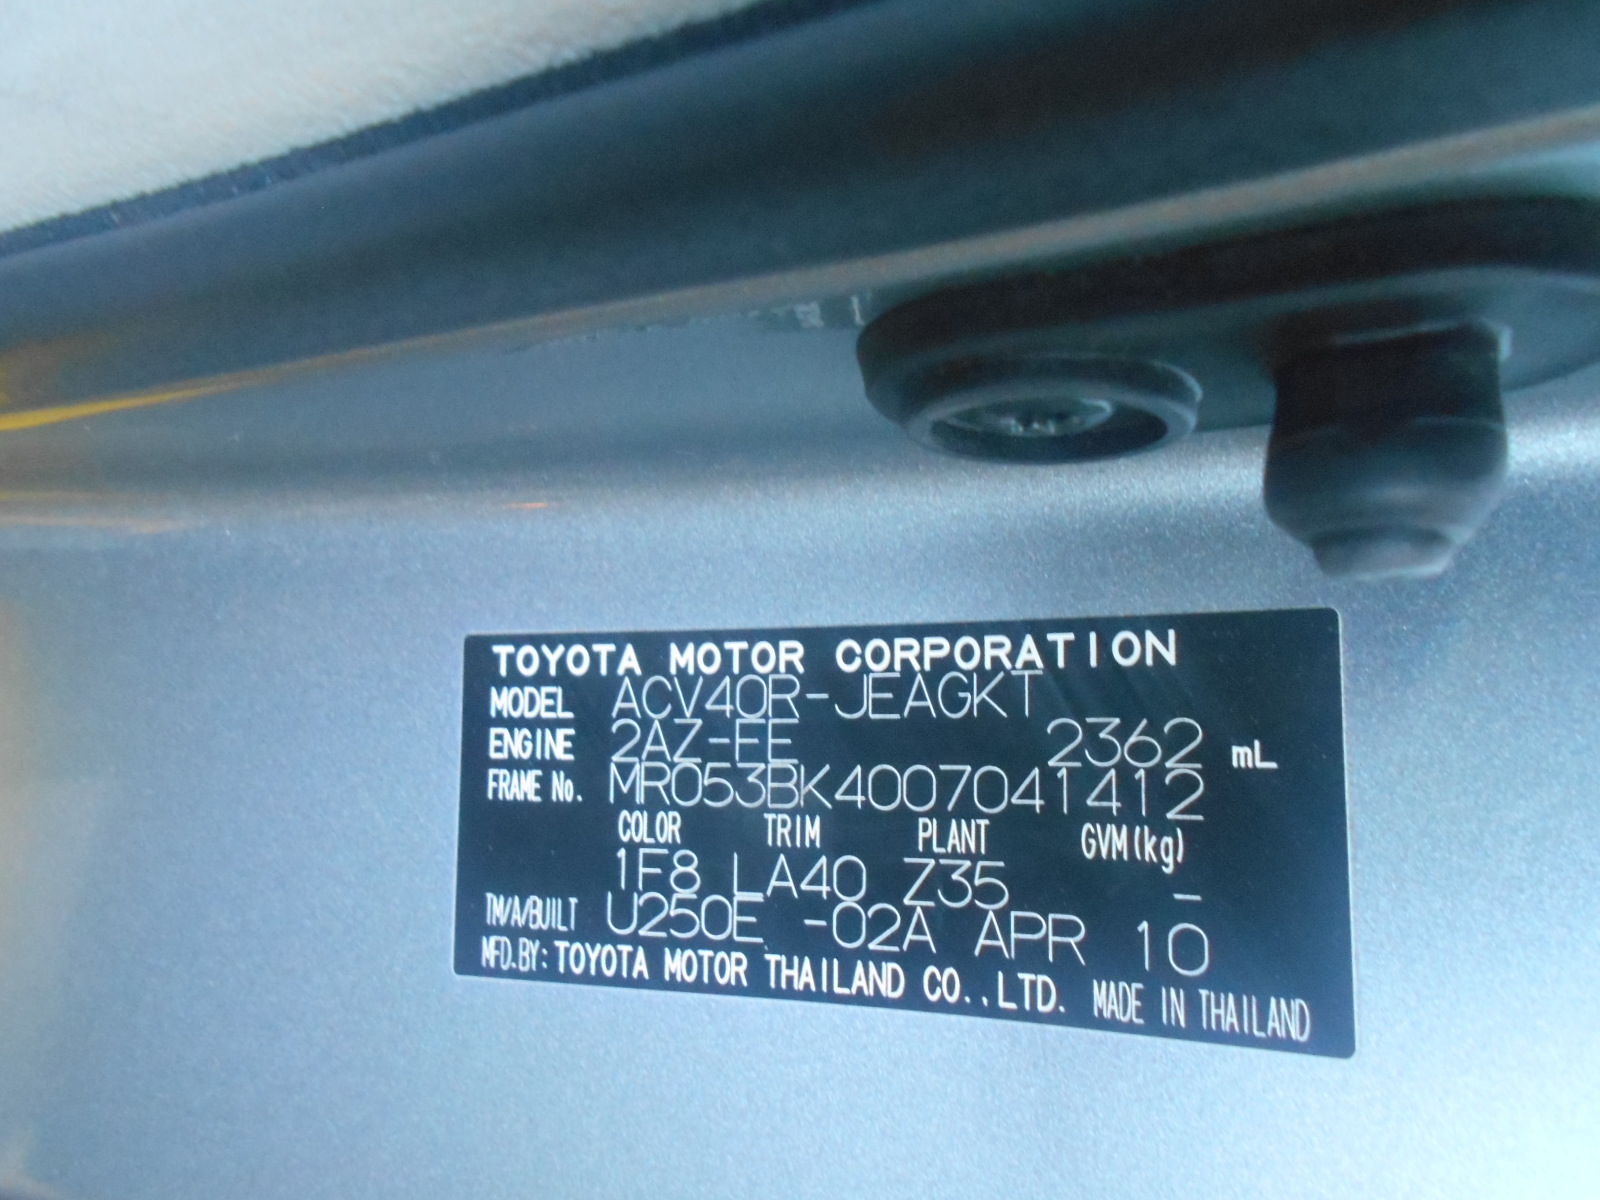 TOYOTA MOTOR CORPORATION
MODEL ACV40R-JEAGKT
ENGINE 2AZ-FE 2362 mL
FRAME No. MR053BK4007041412
COLOR TRIM PLANT GVM(kg)
1F8 LA40 Z35 -
TM/A/BUILT U250E -02A APR 10
MFD.BY: TOYOTA MOTOR THAILAND CO.,LTD. MADE IN THAILAND